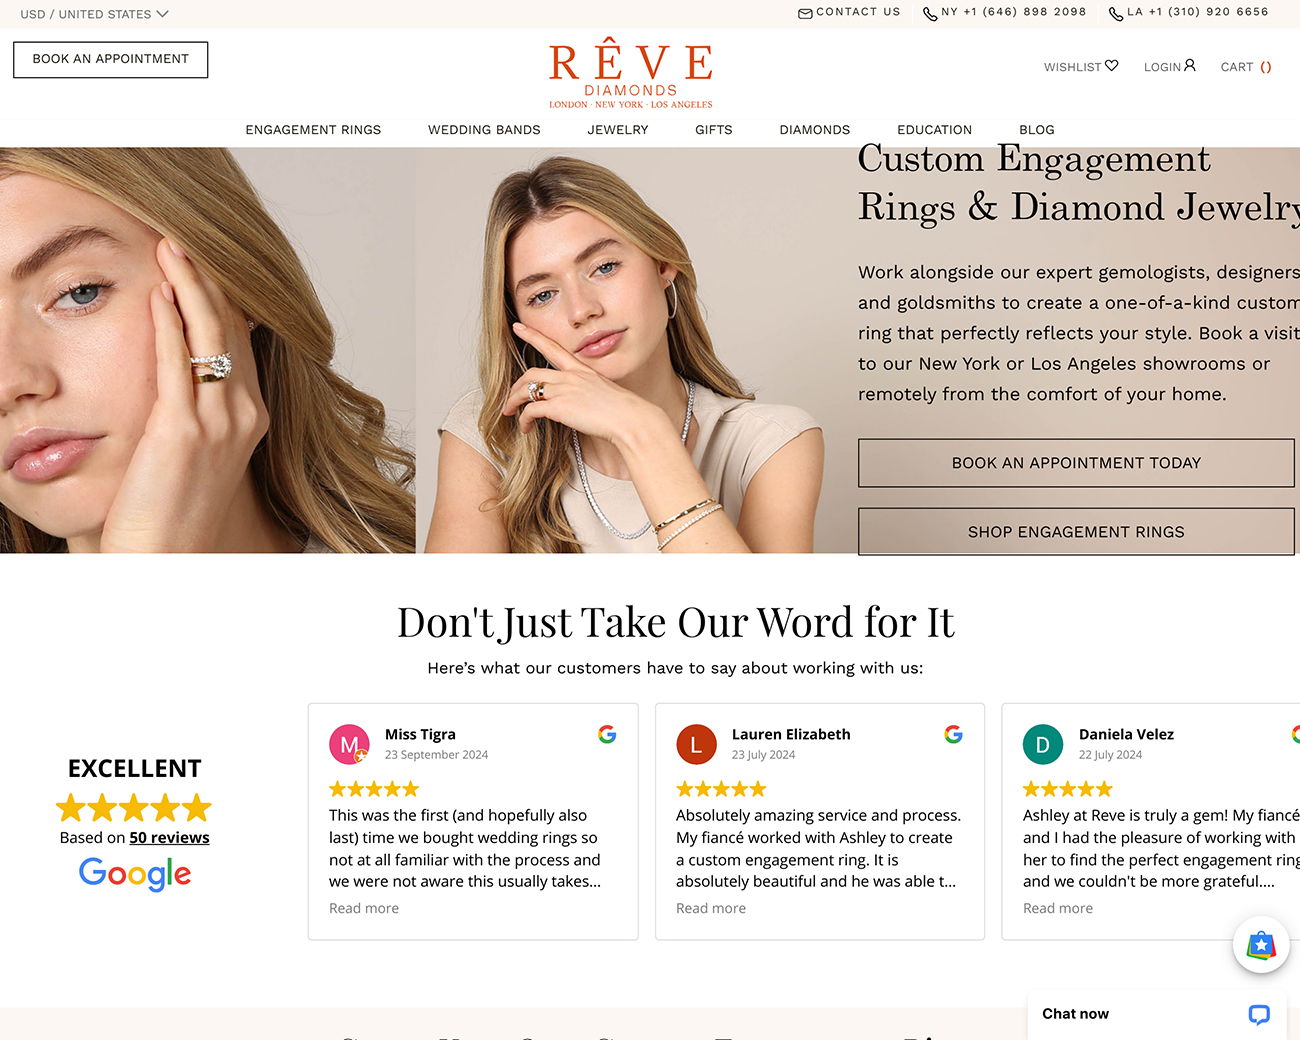 USD / UNITED STATES
CONTACT US
NY +1 (646) 898 2098
LA +1 (310) 920 6656
BOOK AN APPOINTMENT
RÊVE
DIAMONDS
LONDON · NEW YORK · LOS ANGELES
WISHLIST
LOGIN
CART ()
ENGAGEMENT RINGS
WEDDING BANDS
JEWELRY
GIFTS
DIAMONDS
EDUCATION
BLOG
Custom Engagement
Rings & Diamond Jewelry
Work alongside our expert gemologists, designers
and goldsmiths to create a one-of-a-kind custom
ring that perfectly reflects your style. Book a visit
to our New York or Los Angeles showrooms or
remotely from the comfort of your home.
BOOK AN APPOINTMENT TODAY
SHOP ENGAGEMENT RINGS
Don't Just Take Our Word for It
Here’s what our customers have to say about working with us:
EXCELLENT
Based on 50 reviews
Google
M
Miss Tigra
23 September 2024
This was the first (and hopefully also
last) time we bought wedding rings so
not at all familiar with the process and
we were not aware this usually takes...
Read more
L
Lauren Elizabeth
23 July 2024
Absolutely amazing service and process.
My fiancé worked with Ashley to create
a custom engagement ring. It is
absolutely beautiful and he was able t...
Read more
D
Daniela Velez
22 July 2024
Ashley at Reve is truly a gem! My fiancé
and I had the pleasure of working with
her to find the perfect engagement ring
and we couldn't be more grateful....
Read more
Chat now